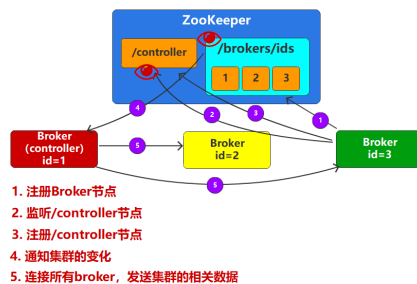 ZooKeeper
/controller
/brokers/ids
1 2 3
4
2
3
1
Broker
(controller)
id=1
5
Broker
id=2
Broker
id=3
5
1. 注册Broker节点
2. 监听/controller节点
3. 注册/controller节点
4. 通知集群的变化
5. 连接所有broker，发送集群的相关数据